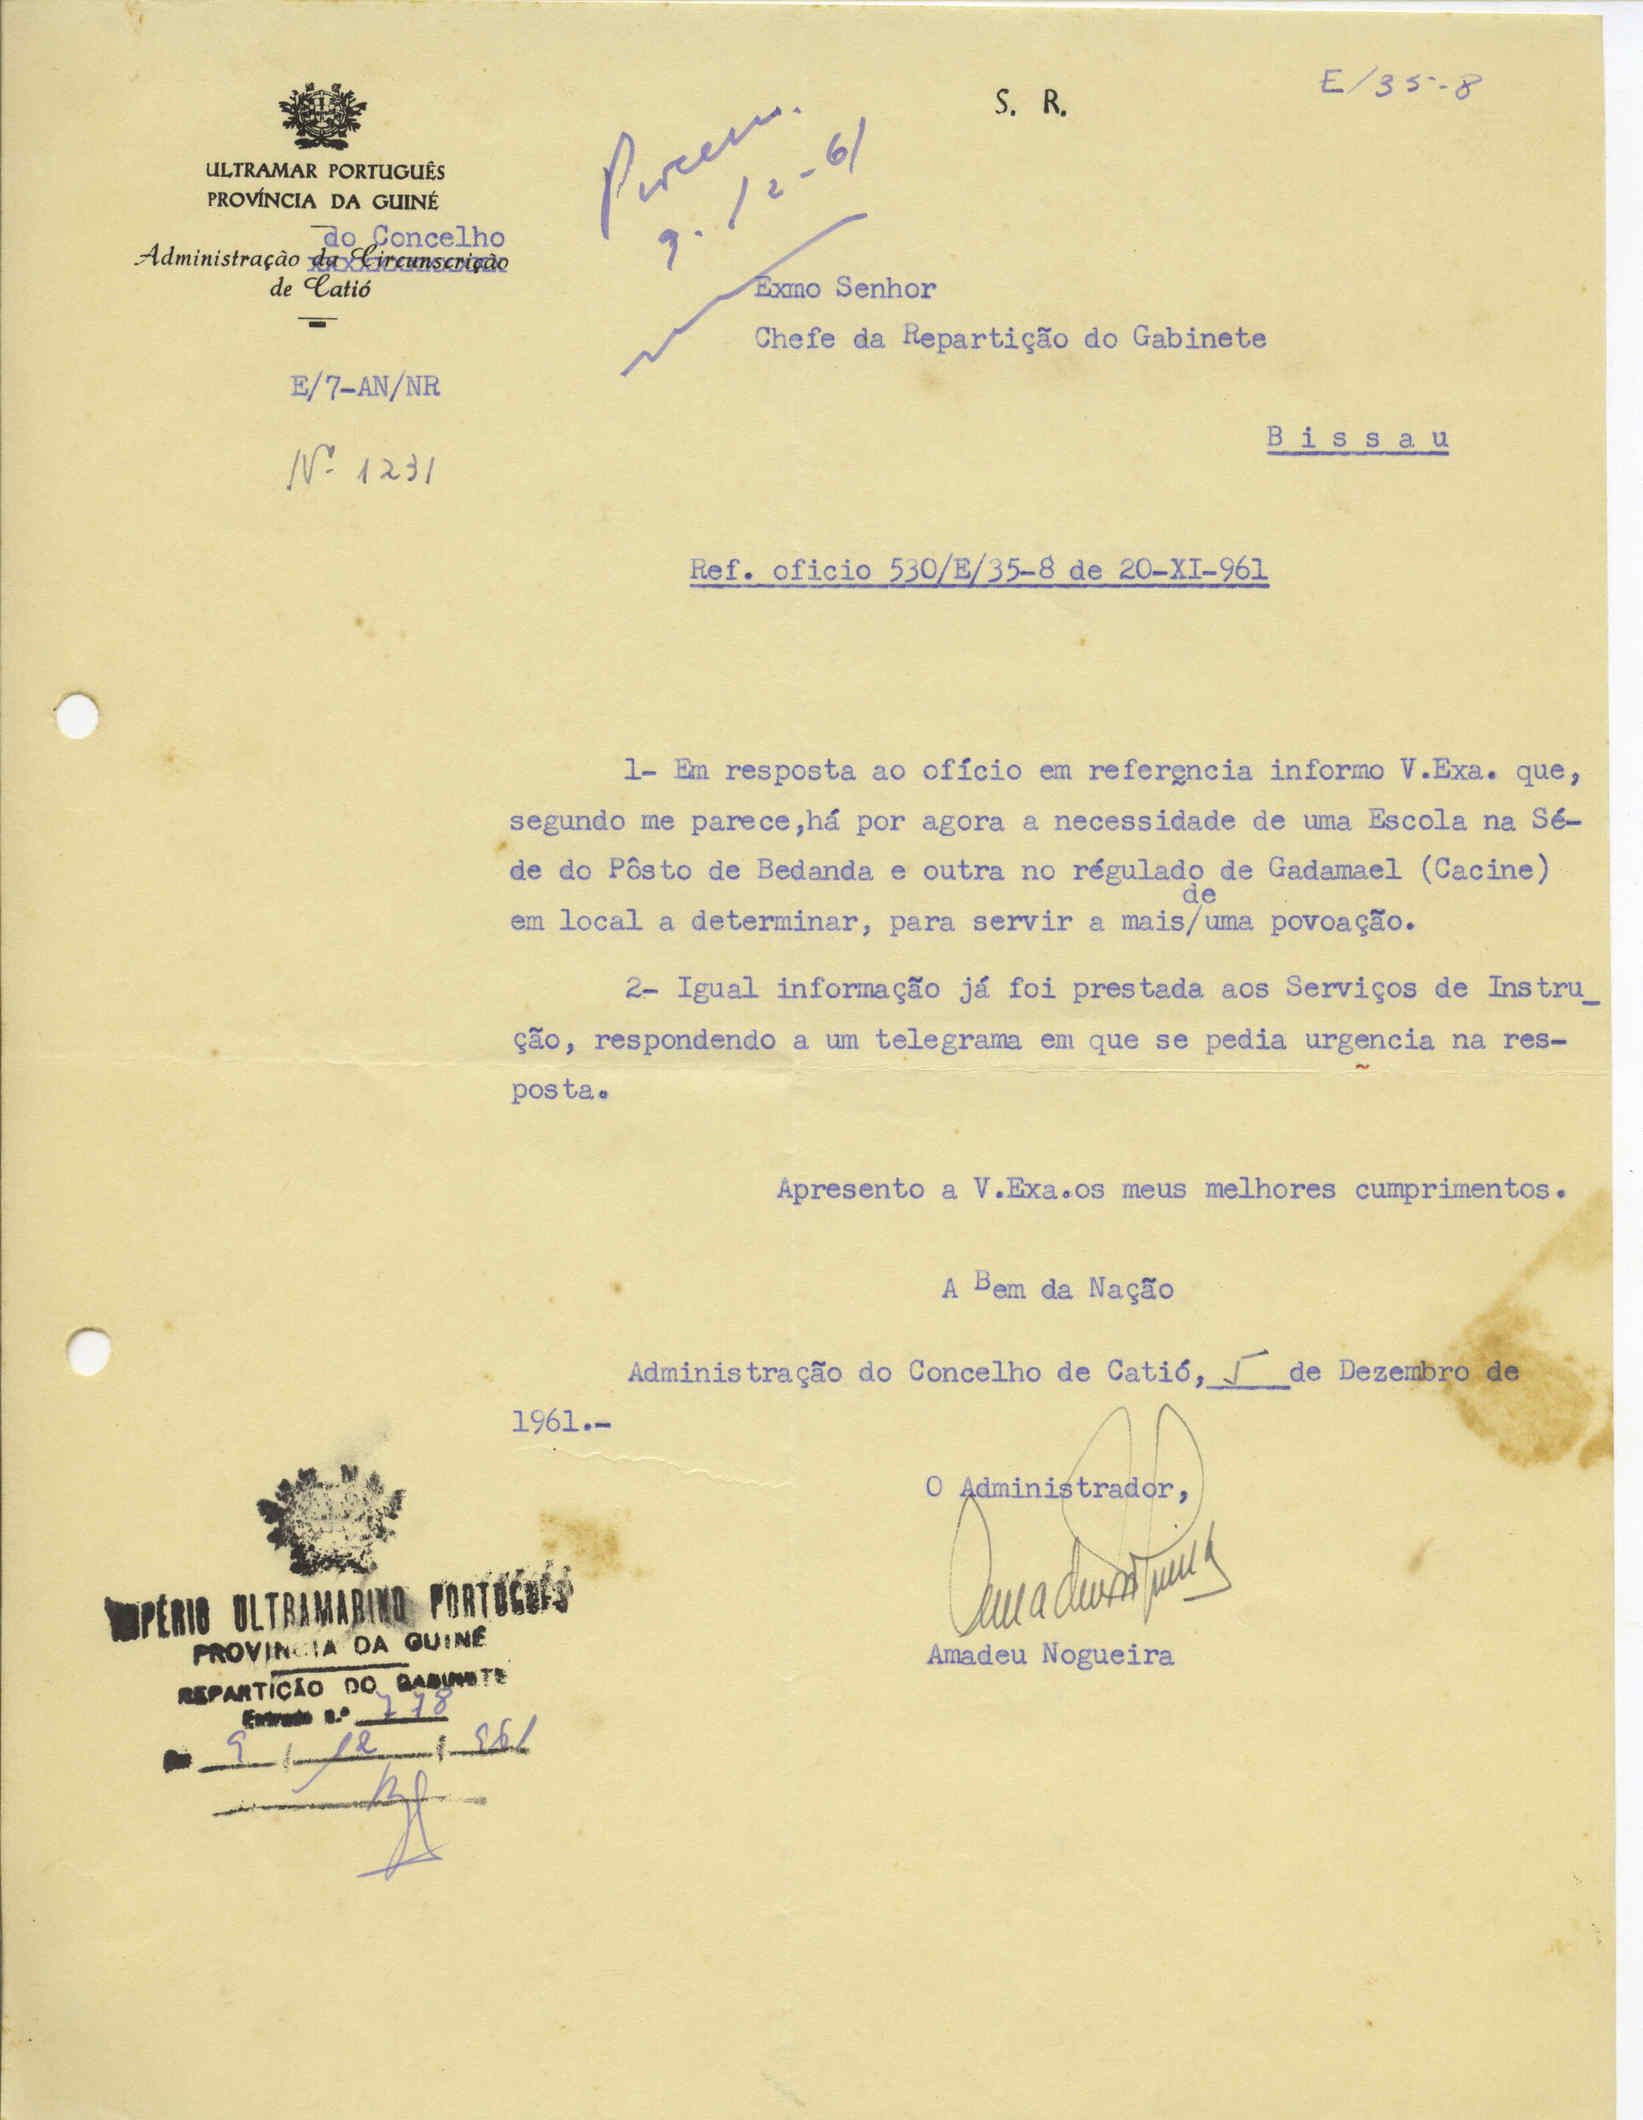 E/35-8
S. R.
ULTRAMAR PORTUGUÊS
PROVÍNCIA DA GUINÉ
do Concelho
Administração da Circunscrição
de Catió
9-12-61
Exmo Senhor
Chefe da Repartição do Gabinete
E/7-AN/NR
Bissau
Nº 1231
Ref. oficio 530/E/35-8 de 20-XI-961
1- Em resposta ao ofício em referencia informo V.Exa. que,
segundo me parece,há por agora a necessidade de uma Escola na Sé-
de do Pôsto de Bedanda e outra no régulado de Gadamael (Cacine)
de
em local a determinar, para servir a mais/uma povoação.
2- Igual informação já foi prestada aos Serviços de Instru_
ção, respondendo a um telegrama em que se pedia urgencia na res-
posta.
Apresento a V.Exa.os meus melhores cumprimentos.
A Bem da Nação
Administração do Concelho de Catió, 5 de Dezembro de
1961.-
O Administrador,
Amadeu Nogueira
Amadeu Nogueira
IMPÉRIO ULTRAMARINO PORTUGUÊS
PROVINCIA DA GUINÉ
REPARTIÇÃO DO GABINETE
Entrada n.º 778
Em 9 / 12 / 961